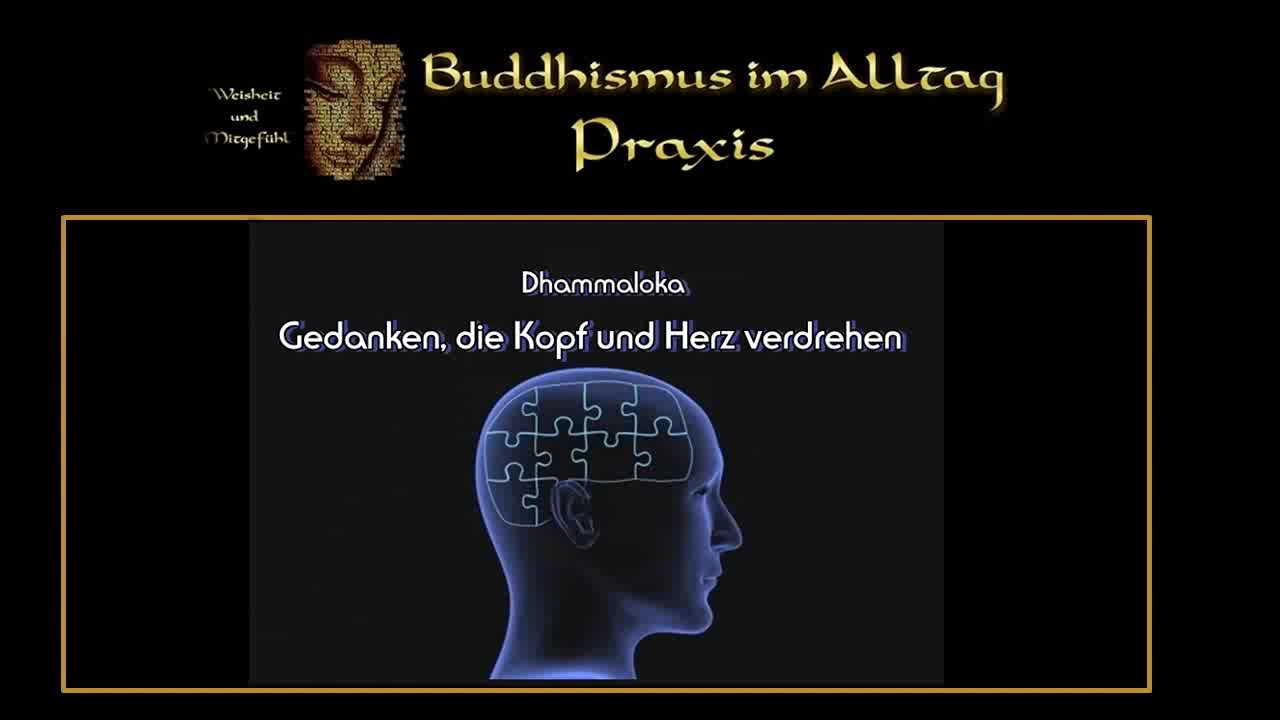 Weisheit
und
Mitgefühl
Buddhismus im Alltag
Praxis
Dhammaloka
Gedanken, die Kopf und Herz verdrehen